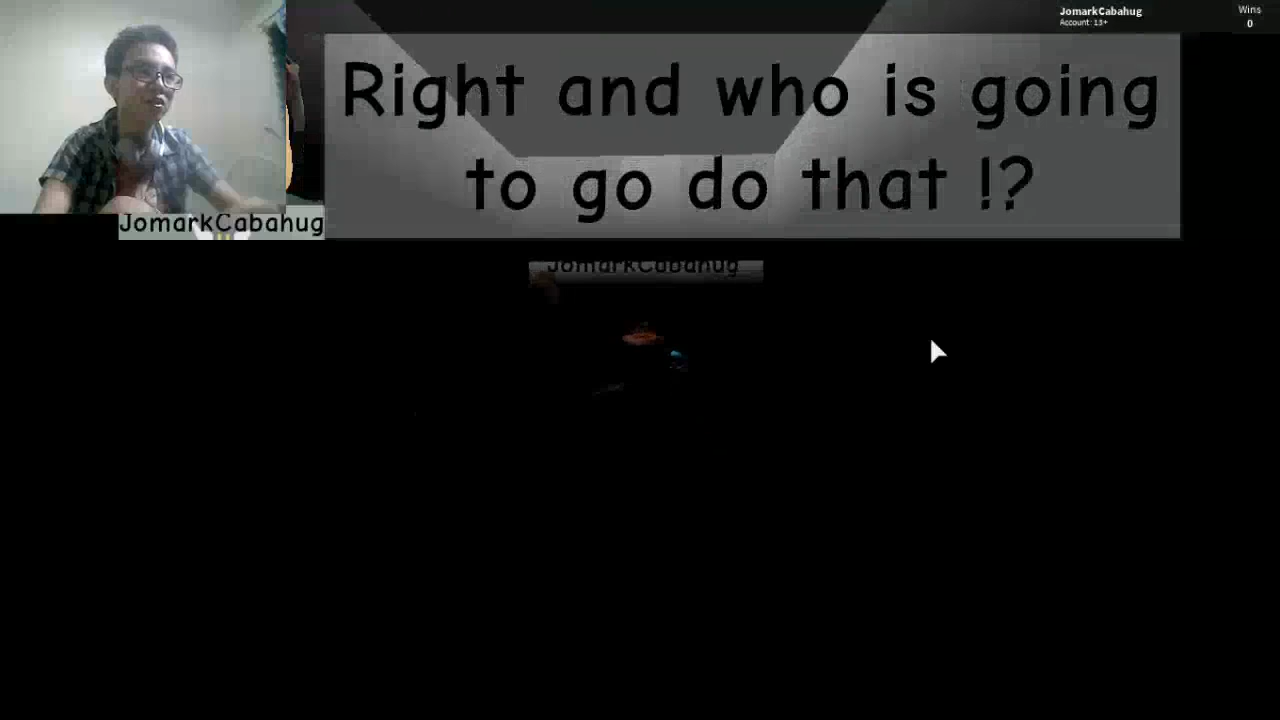 JomarkCabahug
Account: 13+
Wins
0
Right and who is going
to go do that !?
JomarkCabahug
JomarkCabahug